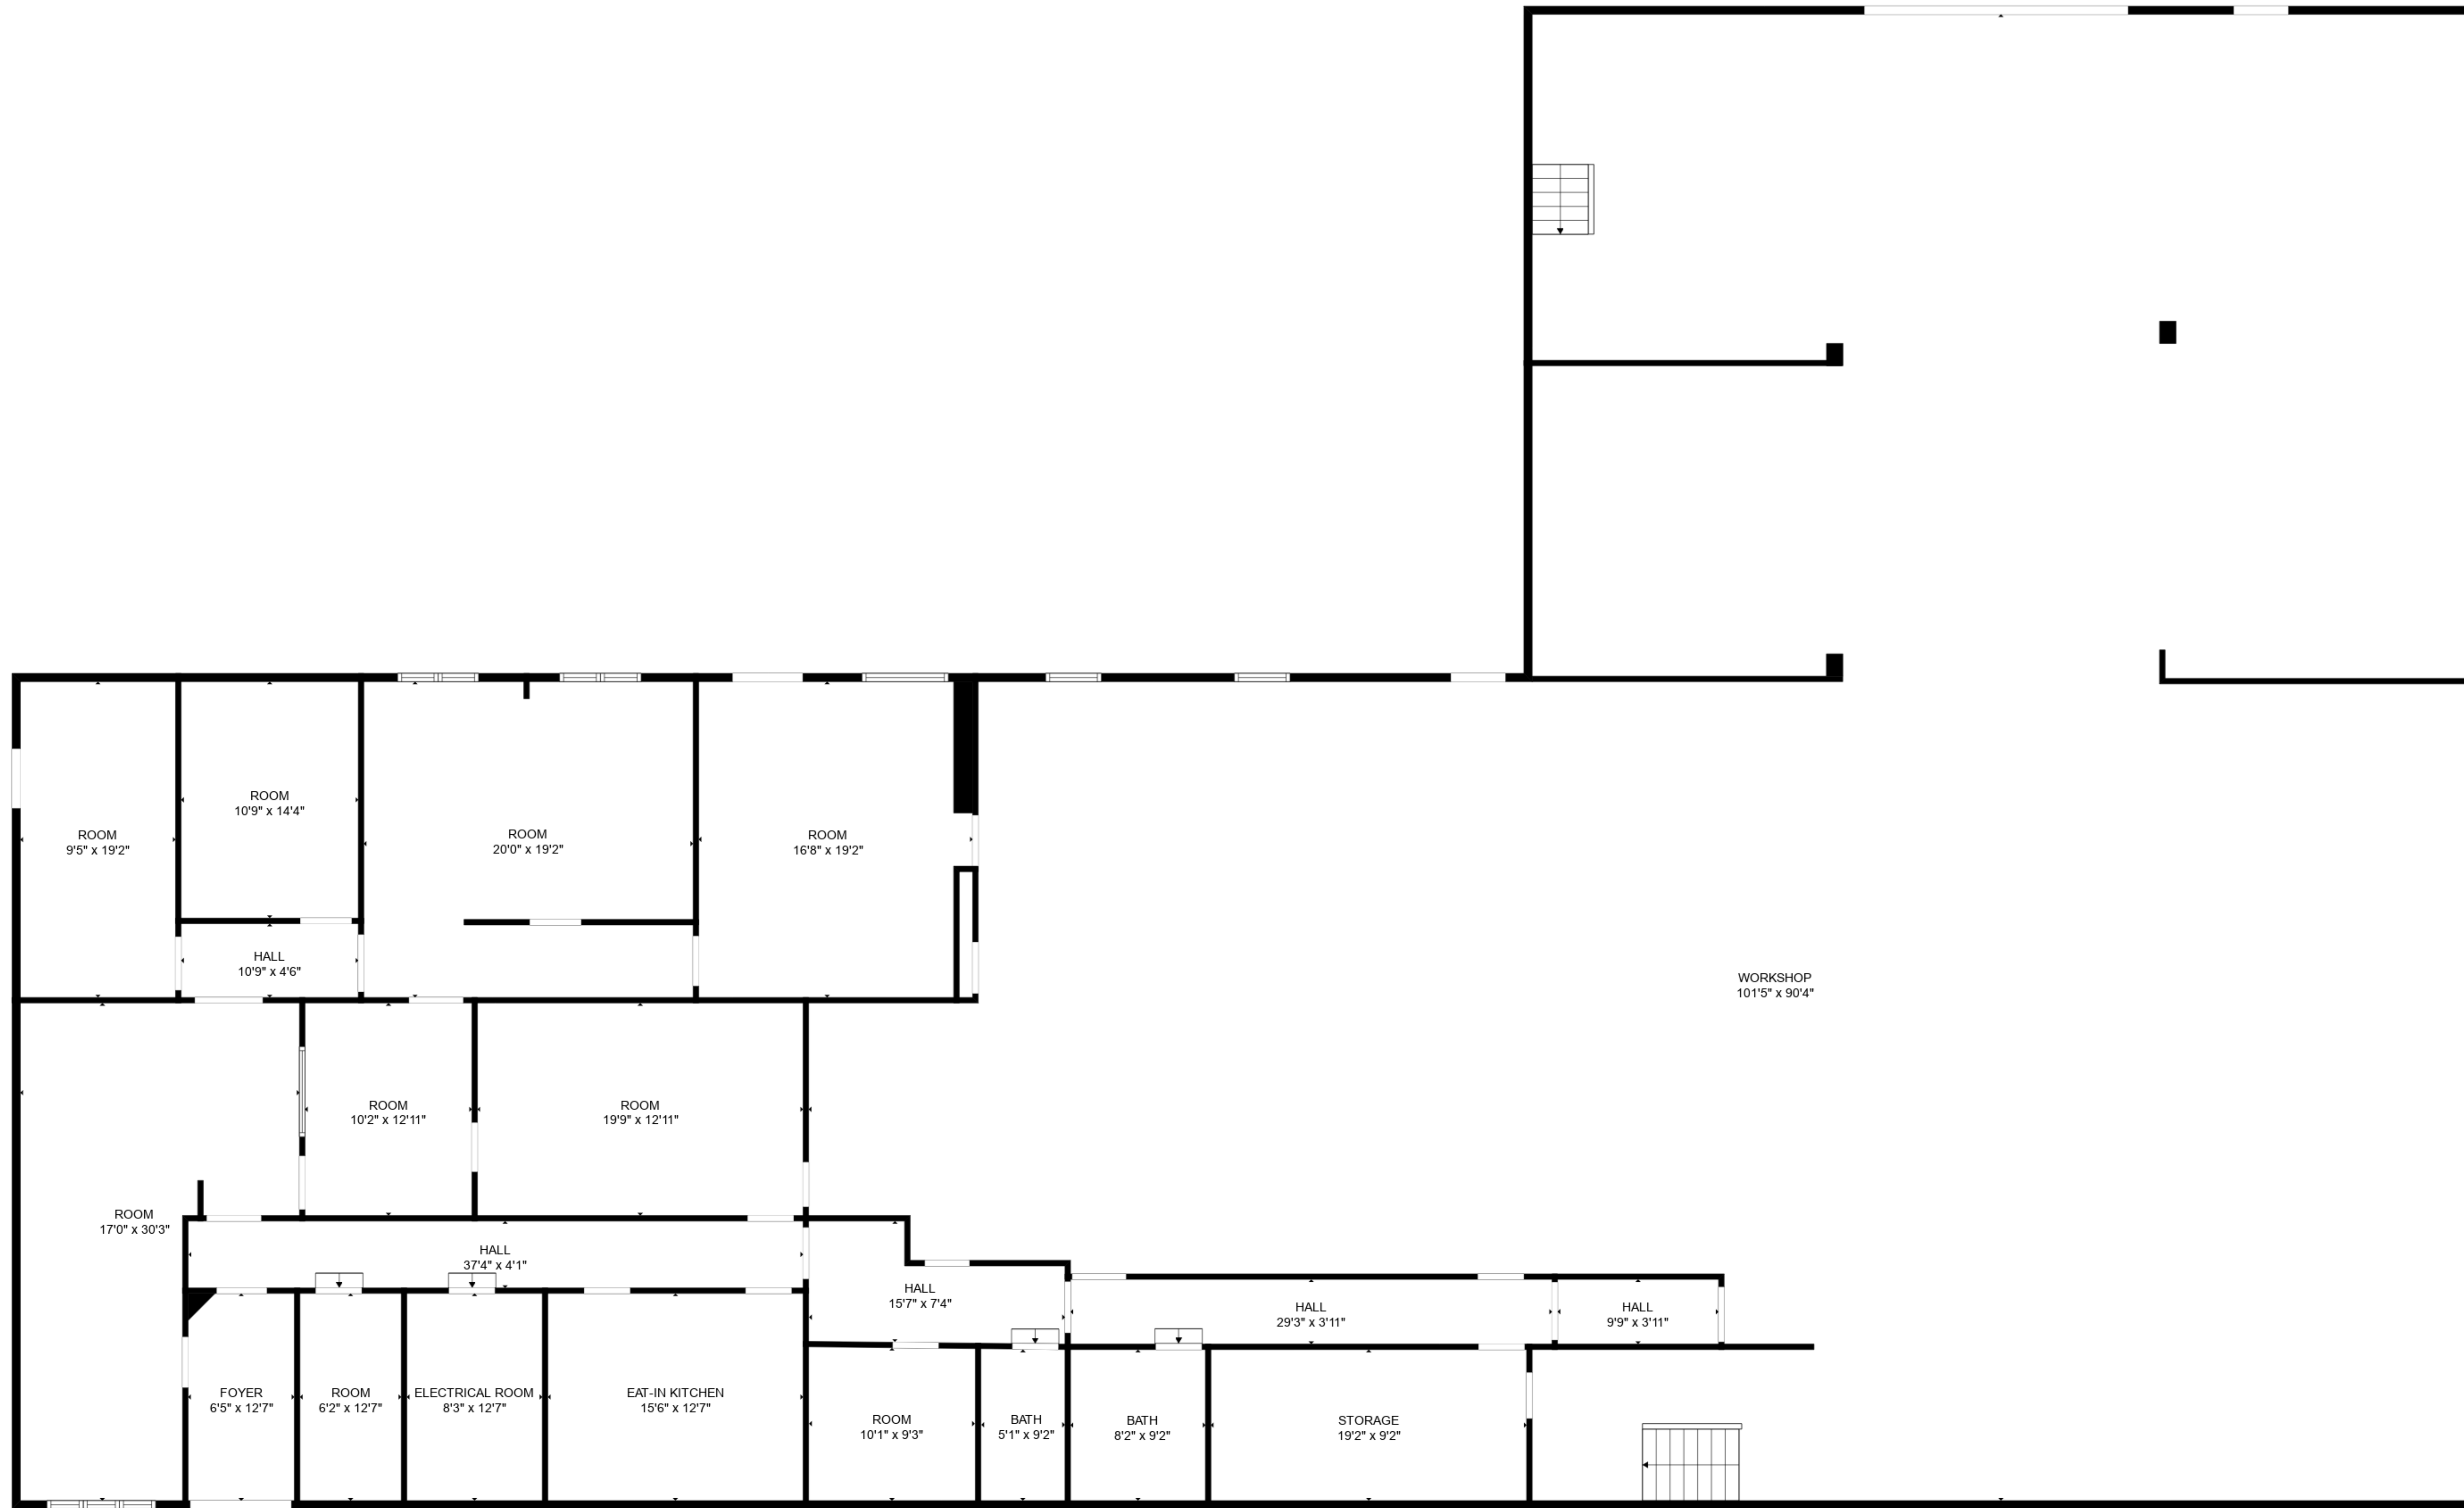 ROOM
10'9" x 14'4"
ROOM
9'5" x 19'2"
ROOM
20'0" x 19'2"
ROOM
16'8" x 19'2"
HALL
10'9" x 4'6"
WORKSHOP
101'5" x 90'4"
ROOM
10'2" x 12'11"
ROOM
19'9" x 12'11"
ROOM
17'0" x 30'3"
HALL
37'4" x 4'1"
HALL
15'7" x 7'4"
HALL
29'3" x 3'11"
HALL
9'9" x 3'11"
FOYER
6'5" x 12'7"
ROOM
6'2" x 12'7"
ELECTRICAL ROOM
8'3" x 12'7"
EAT-IN KITCHEN
15'6" x 12'7"
ROOM
10'1" x 9'3"
BATH
5'1" x 9'2"
BATH
8'2" x 9'2"
STORAGE
19'2" x 9'2"